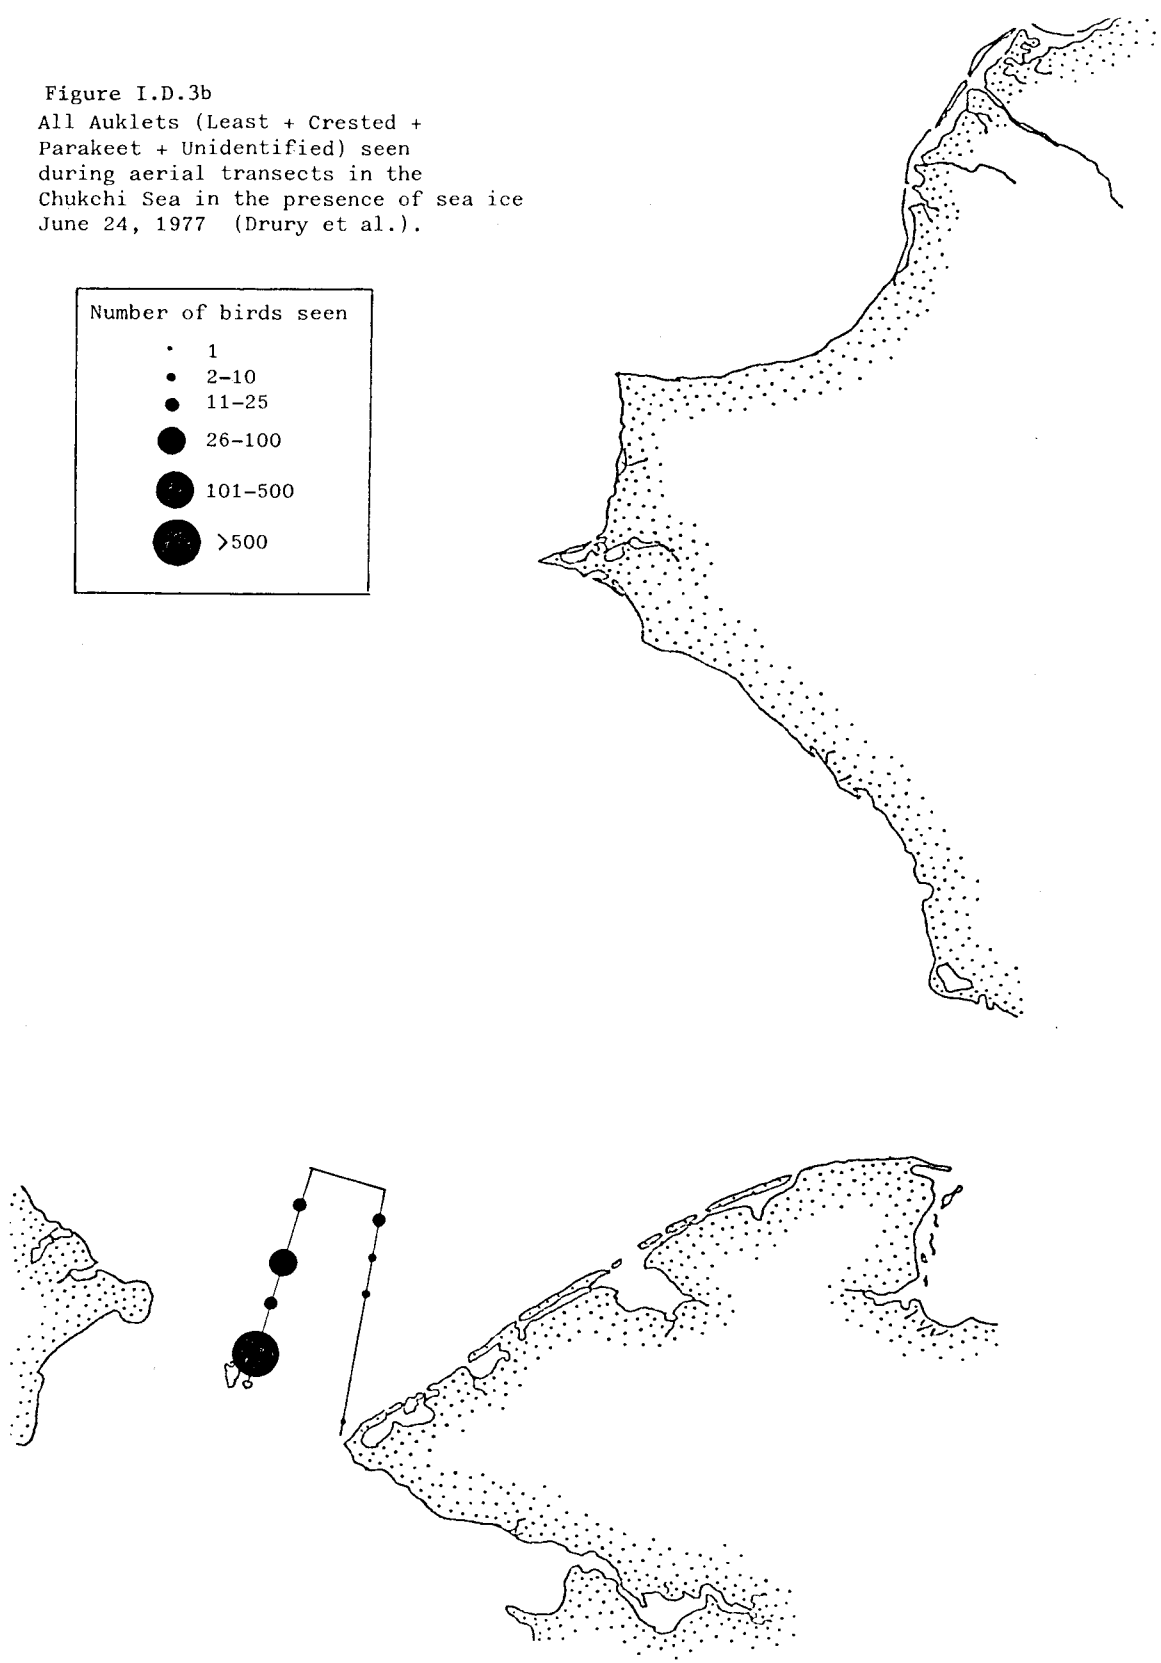 Figure I.D.3b
All Auklets (Least + Crested +
Parakeet + Unidentified) seen
during aerial transects in the
Chukchi Sea in the presence of sea ice
June 24, 1977 (Drury et al.).
Number of birds seen
1
2-10
11-25
26-100
101-500
>500